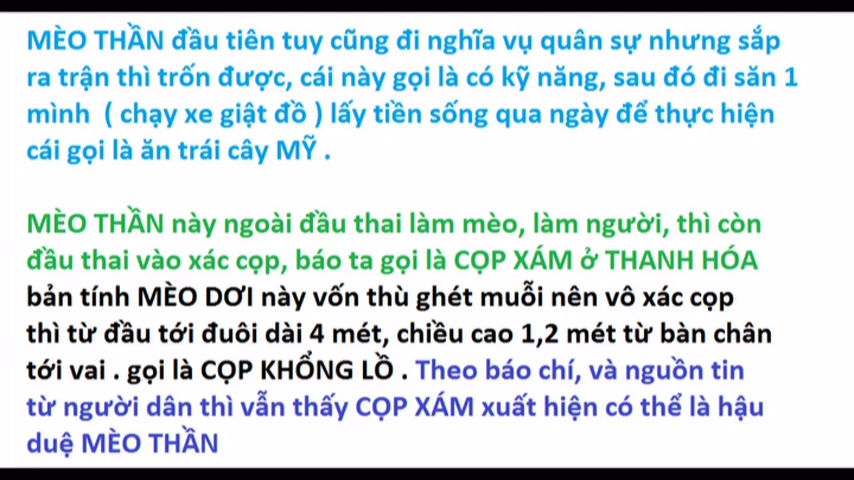 MÈO THẦN đầu tiên tuy cũng đi nghĩa vụ quân sự nhưng sắp
ra trận thì trốn được, cái này gọi là có kỹ năng, sau đó đi săn 1
mình ( chạy xe giật đồ ) lấy tiền sống qua ngày để thực hiện
cái gọi là ăn trái cây MỸ .
MÈO THẦN này ngoài đầu thai làm mèo, làm người, thì còn
đầu thai vào xác cọp, báo ta gọi là CỌP XÁM ở THANH HÓA
bản tính MÈO DƠI này vốn thù ghét muỗi nên vô xác cọp
thì từ đầu tới đuôi dài 4 mét, chiều cao 1,2 mét từ bàn chân
tới vai . gọi là CỌP KHỔNG LỒ . Theo báo chí, và nguồn tin
từ người dân thì vẫn thấy CỌP XÁM xuất hiện có thể là hậu
duệ MÈO THẦN